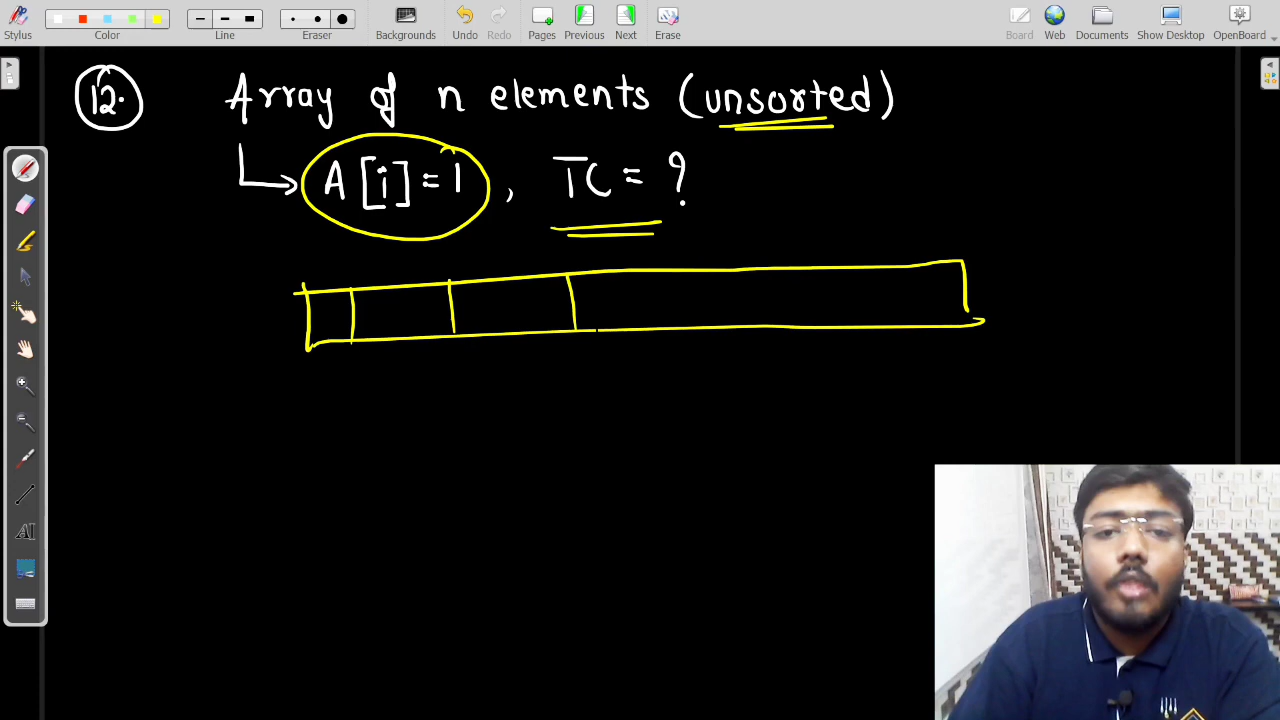 Stylus Color Line Eraser Backgrounds Undo Redo Pages Previous Next Erase Board Web Documents Show Desktop OpenBoard
12. Array of n elements (unsorted)
A[i] = i, TC = ?
AI